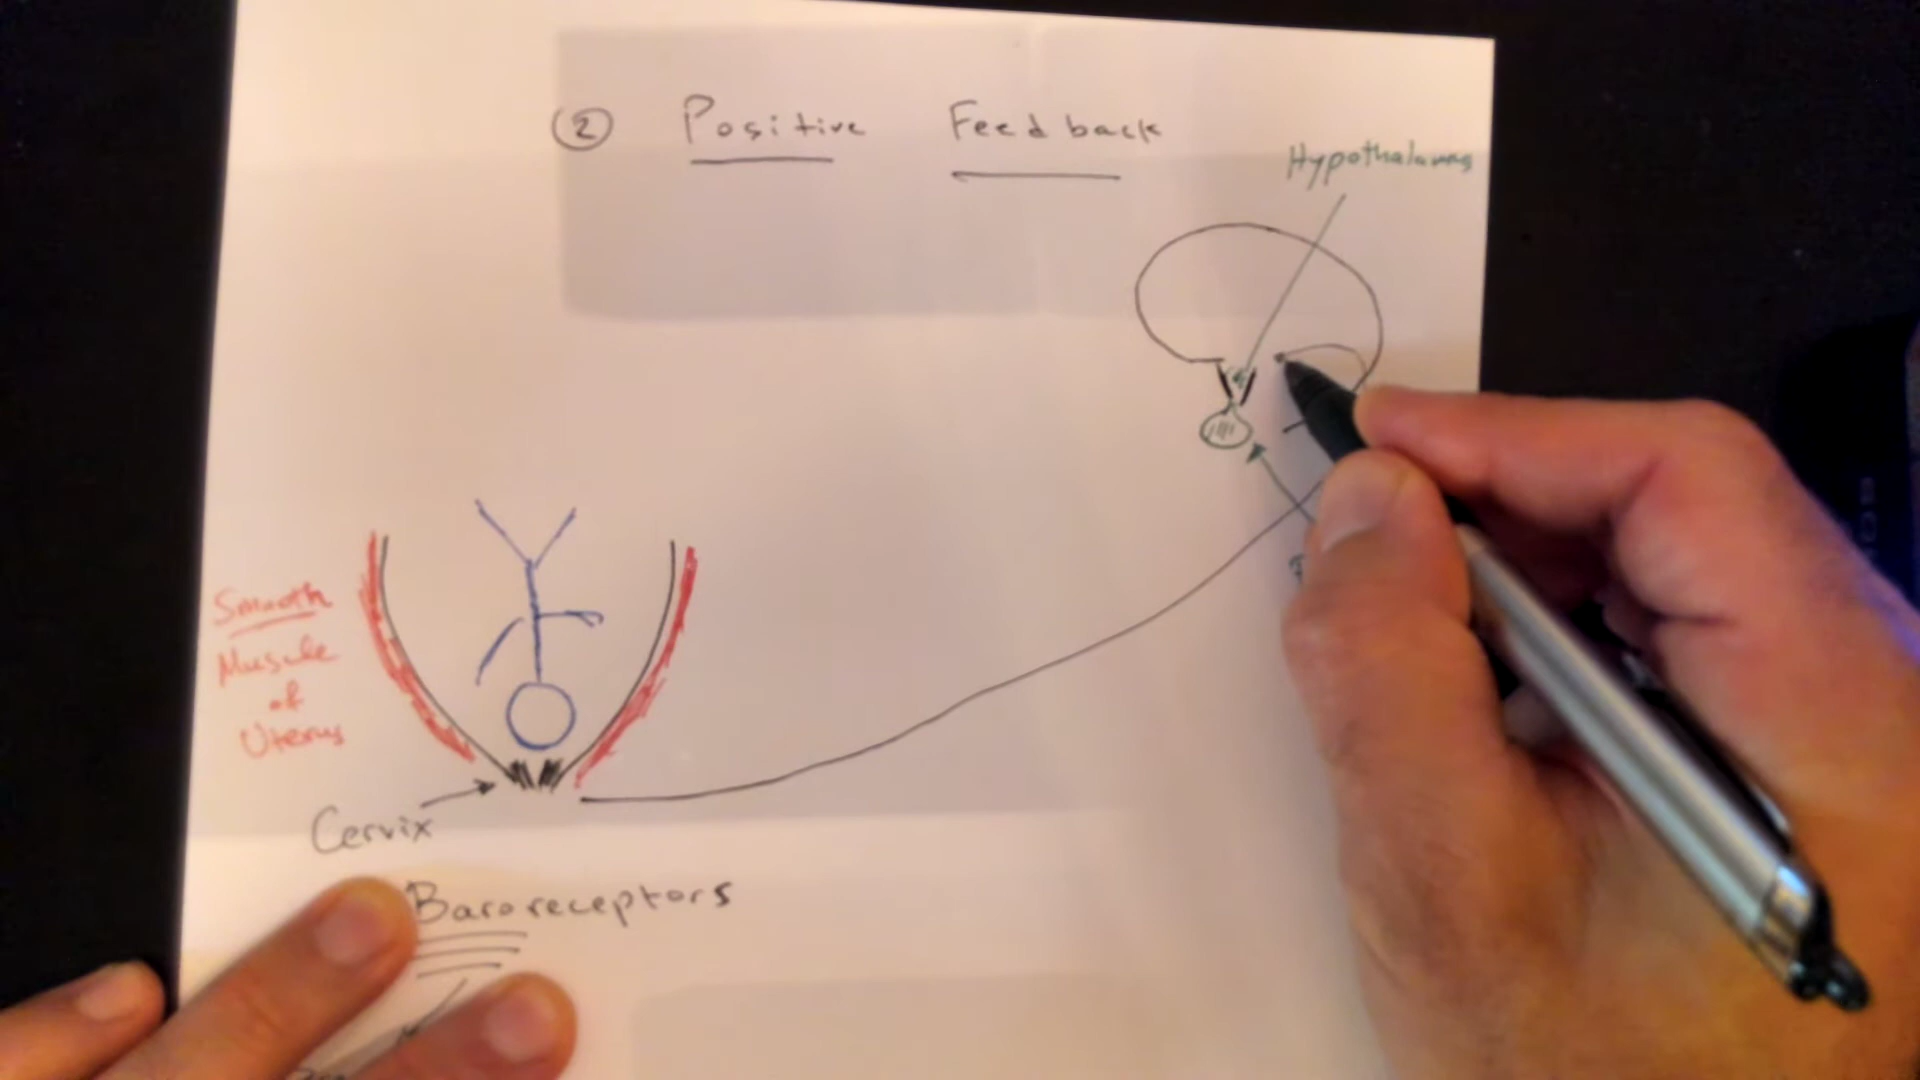 ② Positive Feedback
Hypothalamus
Smooth
Muscle
of
Uterus
Cervix
Baroreceptors